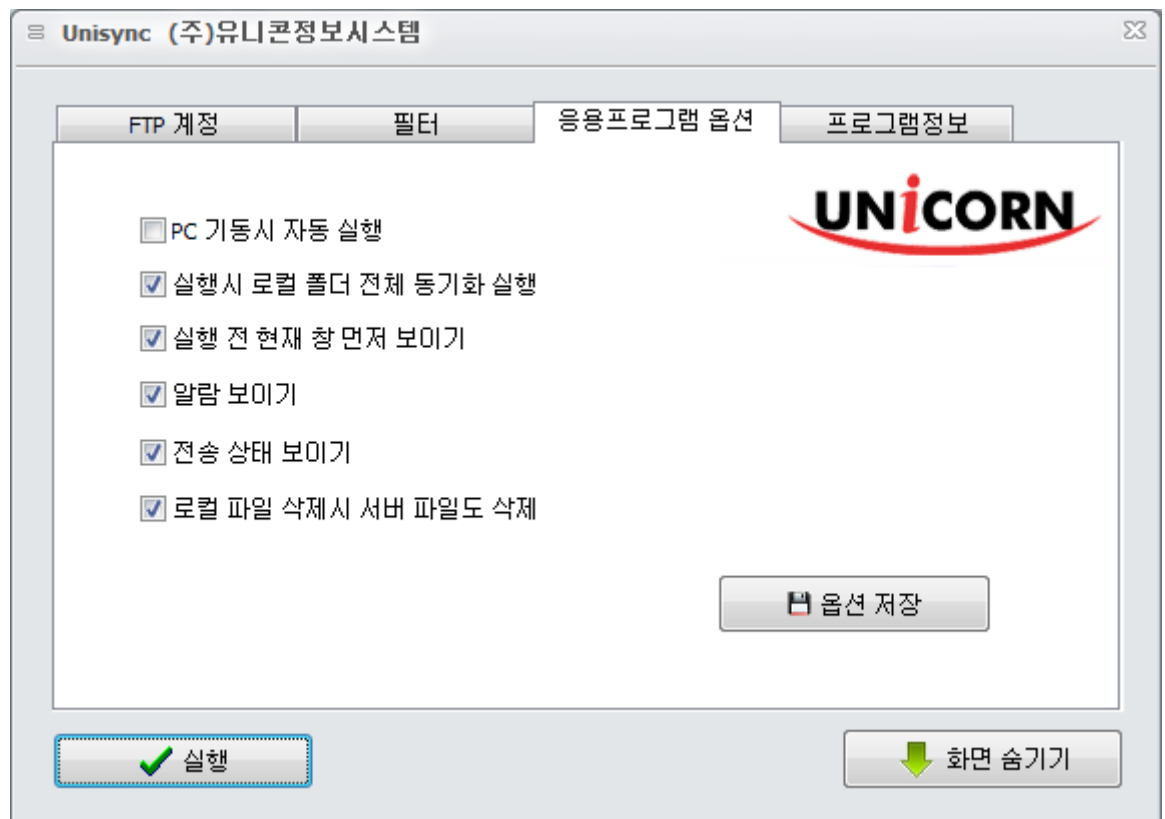 Unisync (주)유니콘정보시스템
FTP 계정 필터 응용프로그램 옵션 프로그램정보
UNiCORN
PC 기동시 자동 실행
실행시 로컬 폴더 전체 동기화 실행
실행 전 현재 창 먼저 보이기
알람 보이기
전송 상태 보이기
로컬 파일 삭제시 서버 파일도 삭제
옵션 저장
실행 화면 숨기기